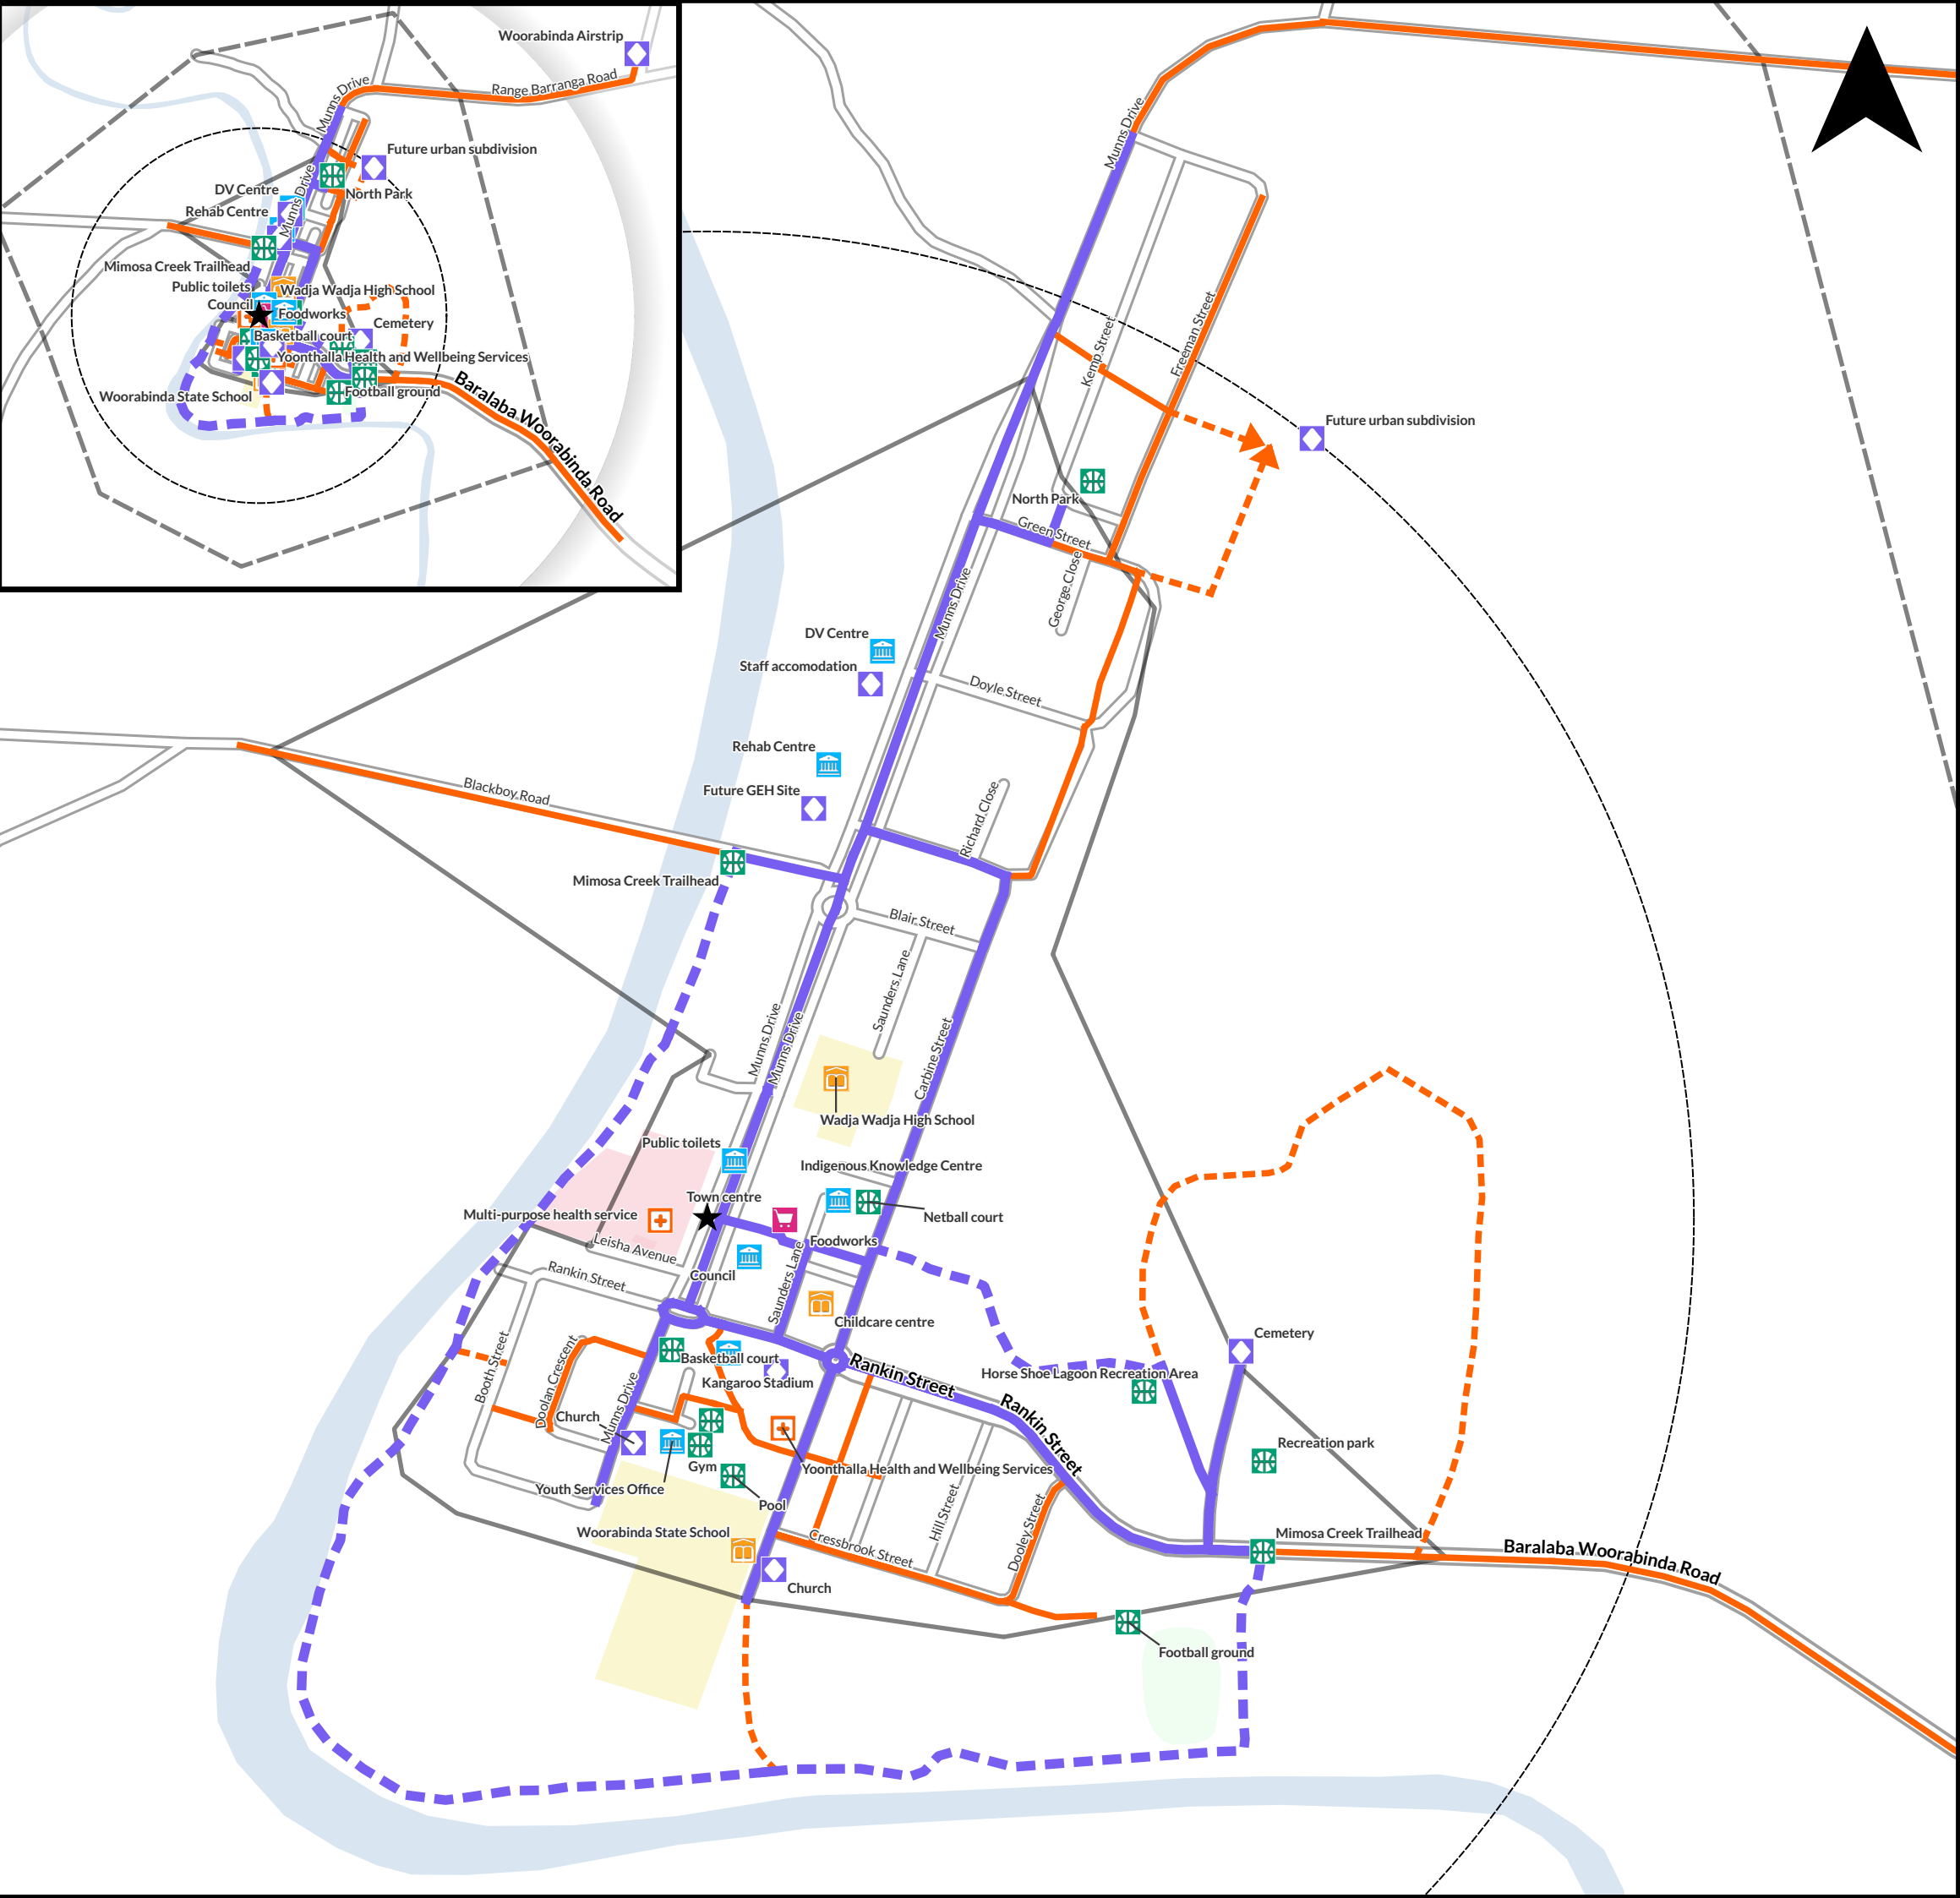 Woorabinda Airstrip
Munns Drive
Range Barranga Road
Future urban subdivision
DV Centre
Munns Drive
North Park
Rehab Centre
Mimosa Creek Trailhead
Public toilets
Wadja Wadja High School
Council
Foodworks
Cemetery
Basketball court
Yoonthalla Health and Wellbeing Services
Woorabinda State School
Football ground
Baralaba Woorabinda Road
Munns Drive
Kemp Street
Freeman Street
Future urban subdivision
North Park
Green Street
George Close
Munns Drive
DV Centre
Staff accomodation
Doyle Street
Rehab Centre
Future GEH Site
Blackboy Road
Richard Close
Mimosa Creek Trailhead
Blair Street
Saunders Lane
Munns Drive
Munns Drive
Carbine Street
Wadja Wadja High School
Public toilets
Indigenous Knowledge Centre
Town centre
Multi-purpose health service
Netball court
Foodworks
Leisha Avenue
Council
Rankin Street
Saunders Lane
Childcare centre
Cemetery
Basketball court
Rankin Street
Horse Shoe Lagoon Recreation Area
Kangaroo Stadium
Booth Street
Doolan Crescent
Munns Drive
Rankin Street
Church
Recreation park
Gym
Yoonthalla Health and Wellbeing Services
Youth Services Office
Pool
Hill Street
Dooley Street
Woorabinda State School
Cressbrook Street
Mimosa Creek Trailhead
Baralaba Woorabinda Road
Church
Football ground